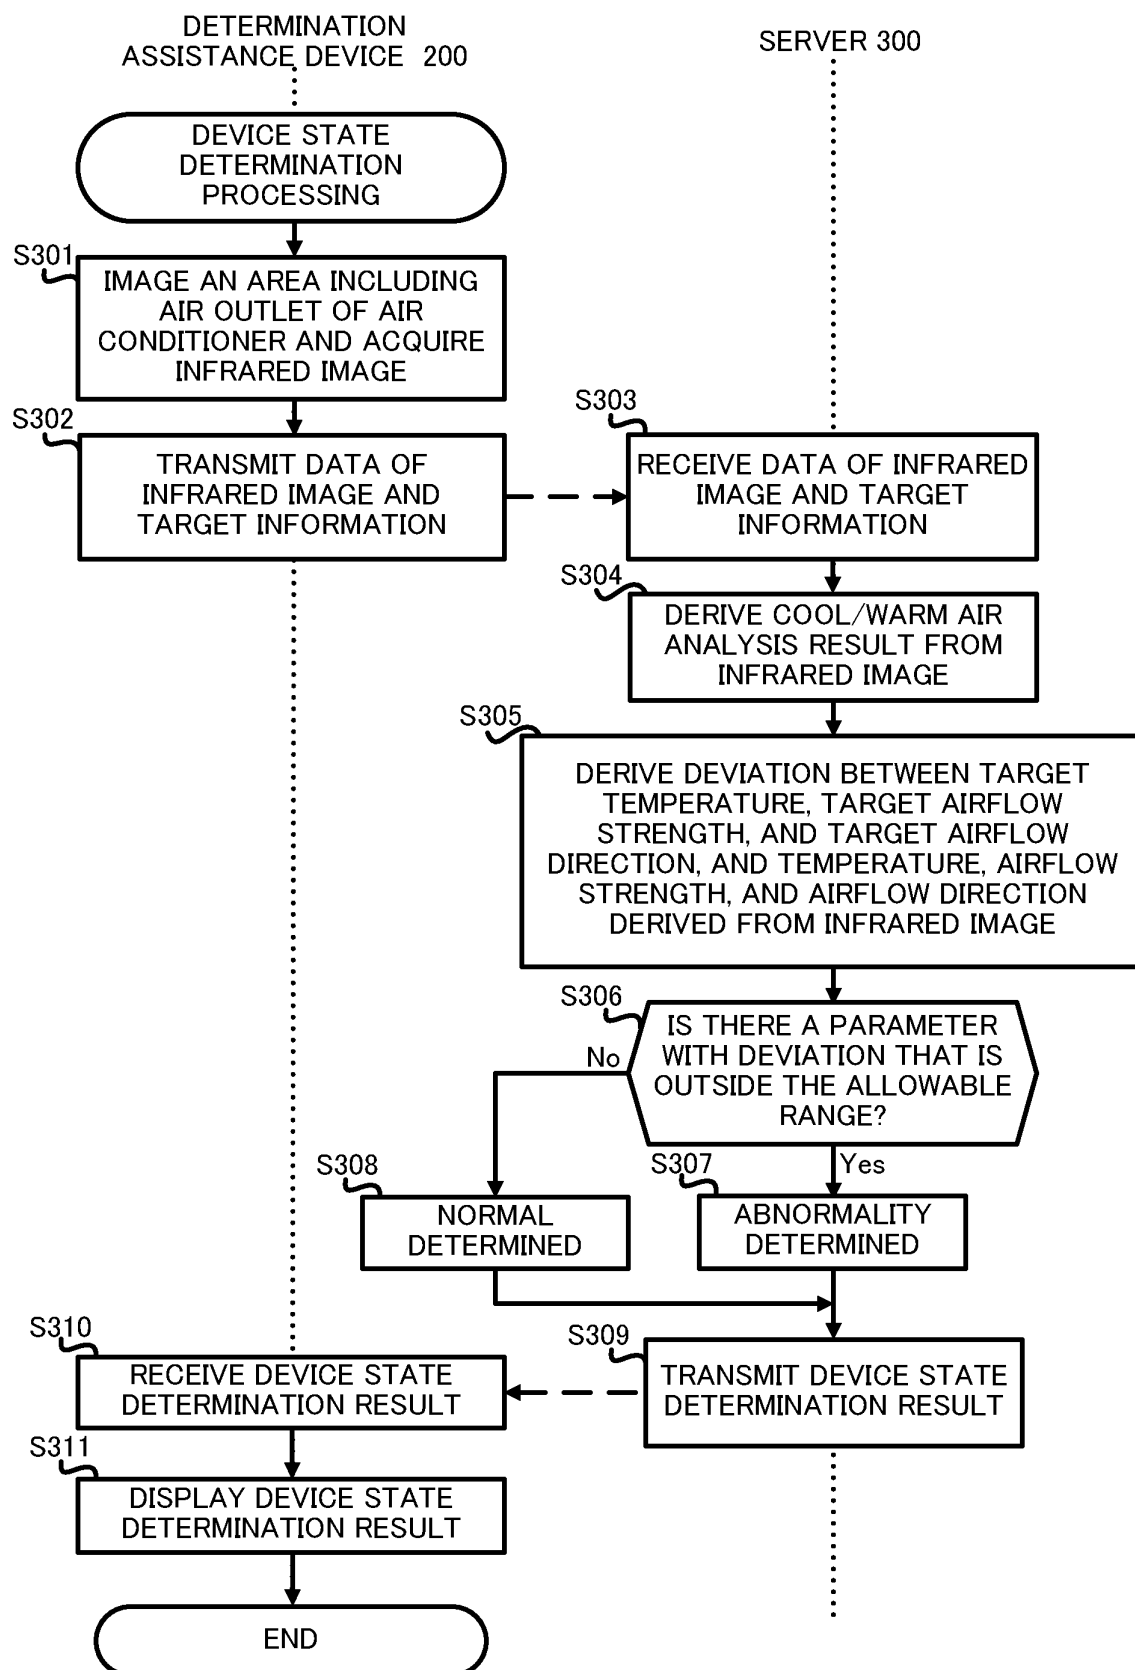 DETERMINATION
ASSISTANCE DEVICE 200
SERVER 300
DEVICE STATE
DETERMINATION
PROCESSING
S301
IMAGE AN AREA INCLUDING
AIR OUTLET OF AIR
CONDITIONER AND ACQUIRE
INFRARED IMAGE
S302
TRANSMIT DATA OF
INFRARED IMAGE AND
TARGET INFORMATION
S303
RECEIVE DATA OF INFRARED
IMAGE AND TARGET
INFORMATION
S304
DERIVE COOL/WARM AIR
ANALYSIS RESULT FROM
INFRARED IMAGE
S305
DERIVE DEVIATION BETWEEN TARGET
TEMPERATURE, TARGET AIRFLOW
STRENGTH, AND TARGET AIRFLOW
DIRECTION, AND TEMPERATURE, AIRFLOW
STRENGTH, AND AIRFLOW DIRECTION
DERIVED FROM INFRARED IMAGE
S306
IS THERE A PARAMETER
WITH DEVIATION THAT IS
OUTSIDE THE ALLOWABLE
RANGE?
No
Yes
S308
NORMAL
DETERMINED
S307
ABNORMALITY
DETERMINED
S309
TRANSMIT DEVICE STATE
DETERMINATION RESULT
S310
RECEIVE DEVICE STATE
DETERMINATION RESULT
S311
DISPLAY DEVICE STATE
DETERMINATION RESULT
END